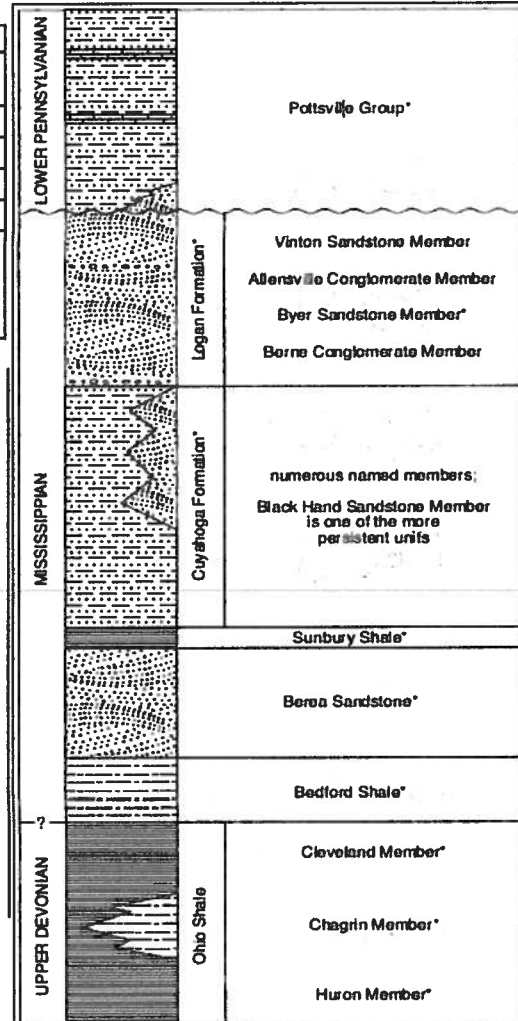 LOWER PENNSYLVANIAN
Pottsville Group*
MISSISSIPPIAN
Logan Formation*
Vinton Sandstone Member
Allensville Conglomerate Member
Byer Sandstone Member*
Berne Conglomerate Member
Cuyahoga Formation*
numerous named members;
Black Hand Sandstone Member
is one of the more
persistent units
Sunbury Shale*
Berea Sandstone*
Bedford Shale*
?
UPPER DEVONIAN
Ohio Shale
Cleveland Member*
Chagrin Member*
Huron Member*